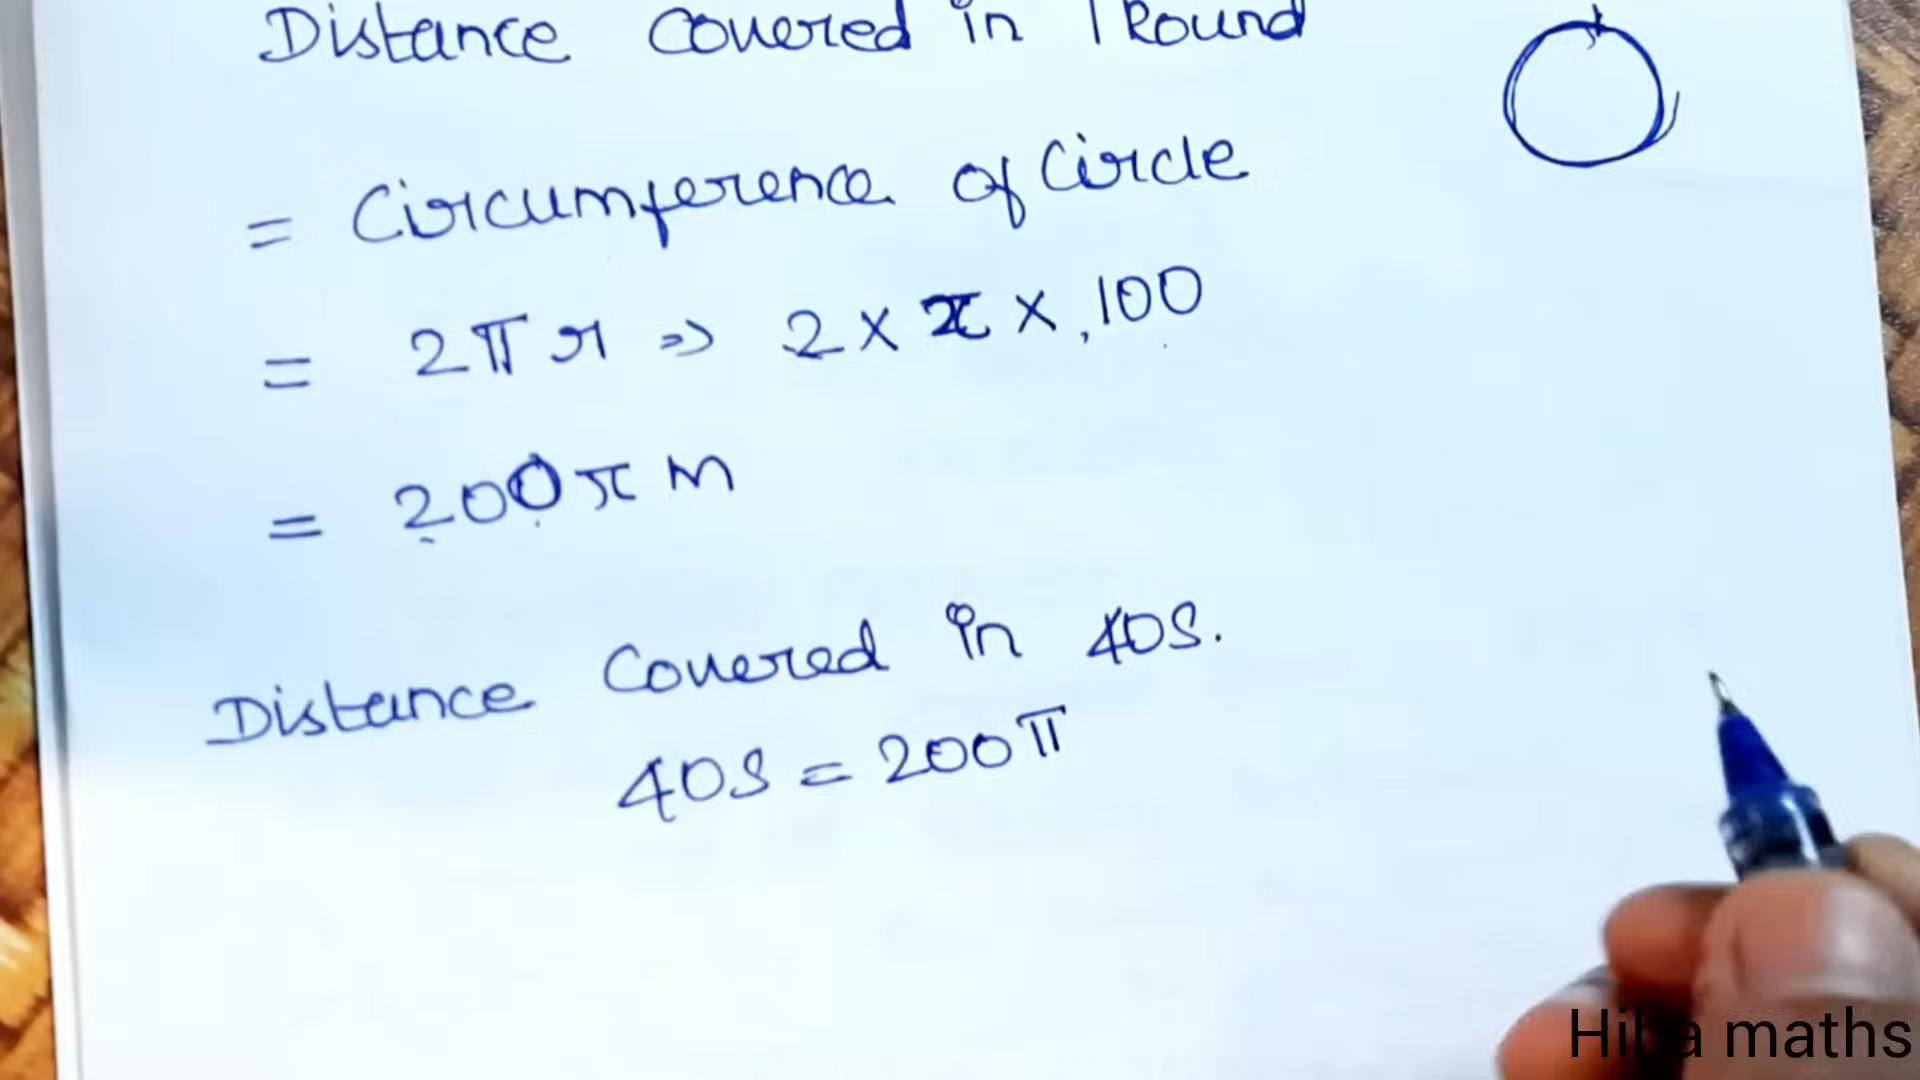 Distance Covered in 1 Round
= Circumference of Circle
= 2πr ⇒ 2 × π × 100
= 200π m
Distance Covered in 40s.
40s = 200π
Hiba maths